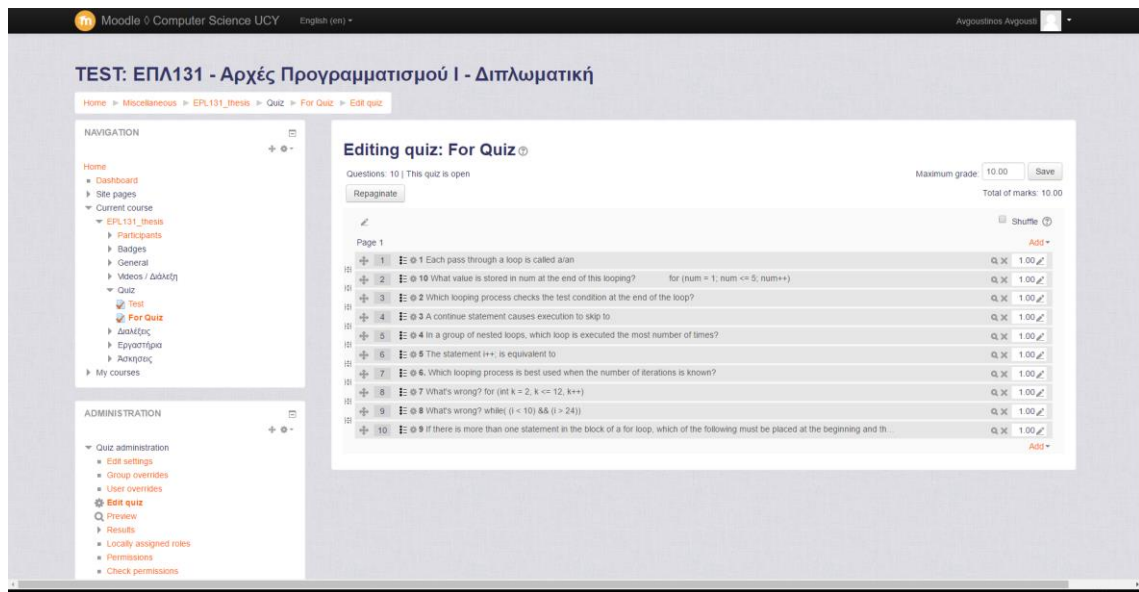 Moodle ◊ Computer Science UCY English (en) Avgoustinos Avgousti
TEST: ΕΠΛ131 - Αρχές Προγραμματισμού Ι - Διπλωματική
Home ► Miscellaneous ► EPL131_thesis ► Quiz ► For Quiz ► Edit quiz
NAVIGATION
Home
Dashboard
Site pages
Current course
EPL131_thesis
Participants
Badges
General
Videos / Διάλεξη
Quiz
Test
For Quiz
Διαλέξεις
Εργαστήρια
Άσκησεις
My courses
ADMINISTRATION
Quiz administration
Edit settings
Group overrides
User overrides
Edit quiz
Preview
Results
Locally assigned roles
Permissions
Check permissions
Editing quiz: For Quiz
Questions: 10 | This quiz is open Maximum grade: 10.00 Save
Repaginate Total of marks: 10.00
Shuffle
Page 1 Add
1 1 Each pass through a loop is called a/an 1.00
2 10 What value is stored in num at the end of this looping? for (num = 1; num <= 5; num++) 1.00
3 2 Which looping process checks the test condition at the end of the loop? 1.00
4 3 A continue statement causes execution to skip to 1.00
5 4 In a group of nested loops, which loop is executed the most number of times? 1.00
6 5 The statement i++; is equivalent to 1.00
7 6. Which looping process is best used when the number of iterations is known? 1.00
8 7 What's wrong? for (int k = 2, k <= 12, k++) 1.00
9 8 What's wrong? while( (i < 10) && (i > 24)) 1.00
10 9 If there is more than one statement in the block of a for loop, which of the following must be placed at the beginning and th ... 1.00
Add